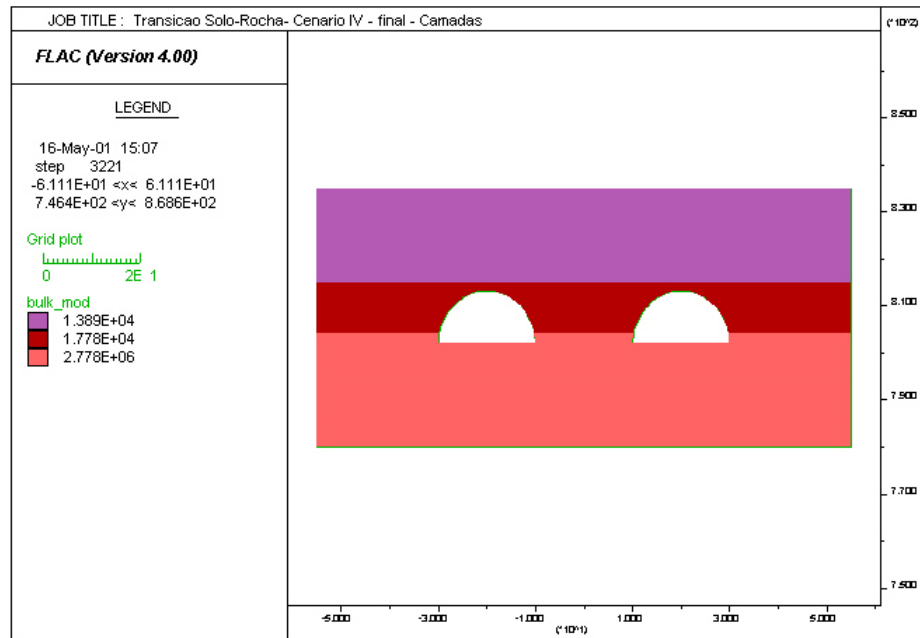 JOB TITLE : Transicao Solo-Rocha- Cenario IV - final - Camadas
(*10^2)
FLAC (Version 4.00)
LEGEND
16-May-01 15:07
step 3221
-6.111E+01 <x< 6.111E+01
7.464E+02 <y< 8.686E+02
Grid plot
0 2E 1
bulk_mod
1.389E+04
1.778E+04
2.778E+06
8.500
8.300
8.100
7.900
7.700
7.500
-5.000 -3.000 -1.000 1.000 3.000 5.000
(*10^1)